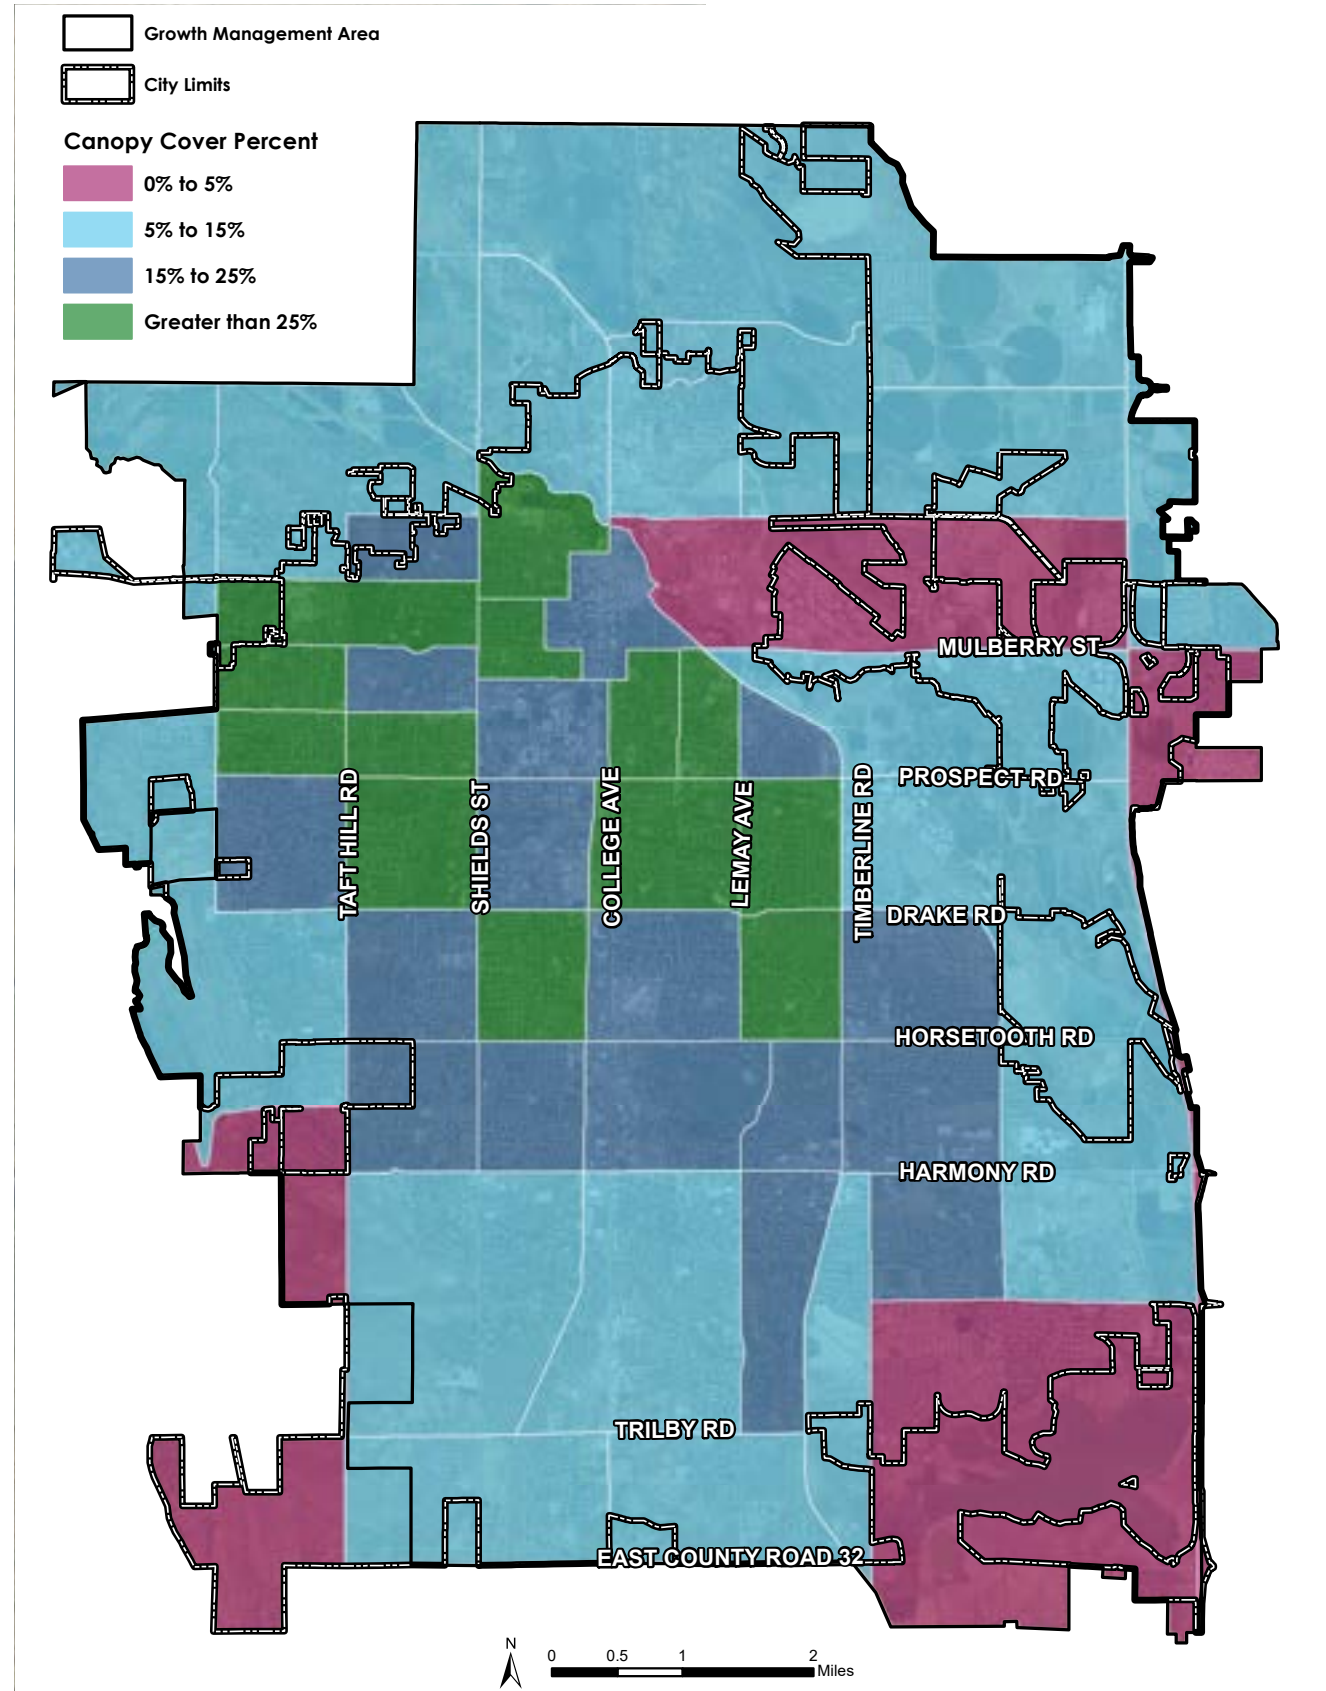 Growth Management Area
City Limits
Canopy Cover Percent
0% to 5%
5% to 15%
15% to 25%
Greater than 25%
MULBERRY ST
PROSPECT RD
TAFT HILL RD
SHIELDS ST
COLLEGE AVE
LEMAY AVE
TIMBERLINE RD
DRAKE RD
HORSETOOTH RD
HARMONY RD
TRILBY RD
EAST COUNTY ROAD 32
N
0 0.5 1 2
Miles